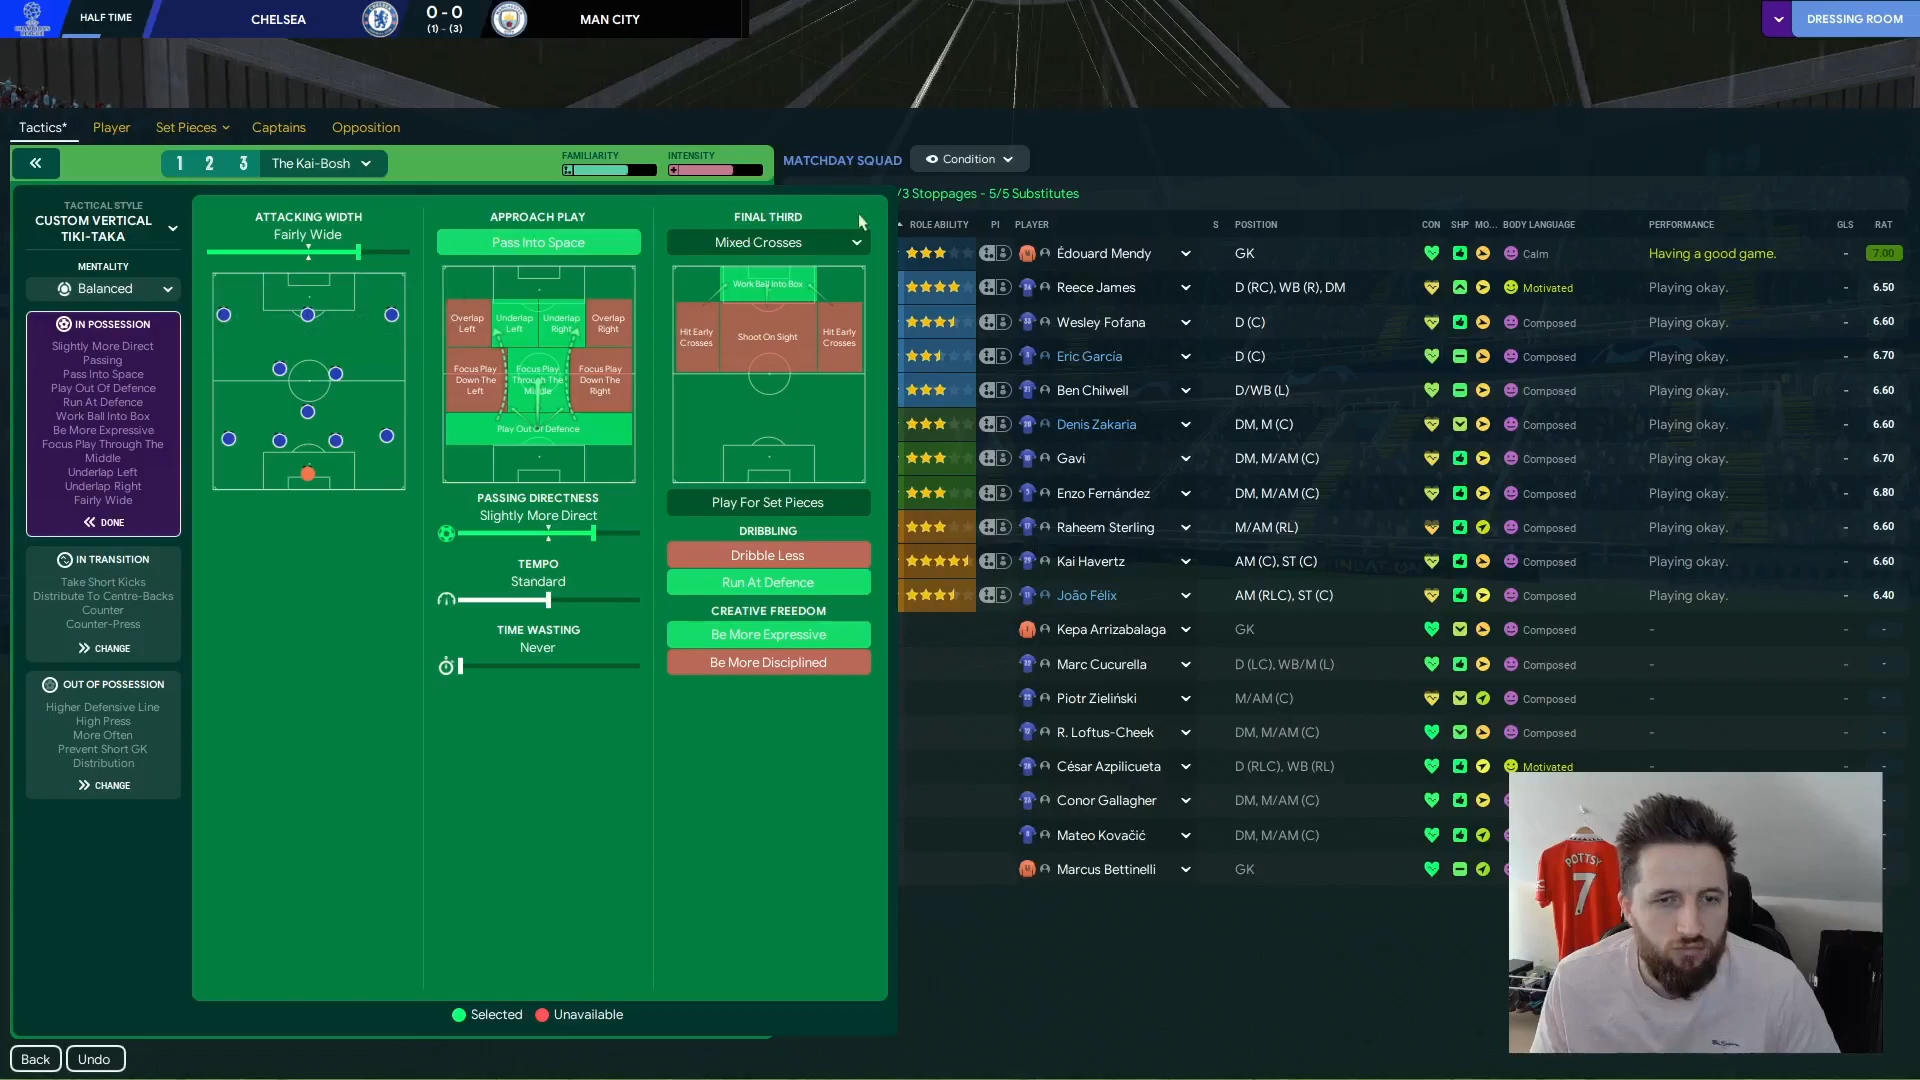 HALF TIME
CHELSEA
0 - 0
(1) - (3)
MAN CITY
DRESSING ROOM
Tactics*
Player
Set Pieces
Captains
Opposition
1 2 3
The Kai-Bosh
FAMILIARITY
INTENSITY
MATCHDAY SQUAD
Condition
/3 Stoppages - 5/5 Substitutes
TACTICAL STYLE
CUSTOM VERTICAL
TIKI-TAKA
MENTALITY
Balanced
IN POSSESSION
Slightly More Direct
Passing
Pass Into Space
Play Out Of Defence
Run At Defence
Work Ball Into Box
Be More Expressive
Focus Play Through The
Middle
Underlap Left
Underlap Right
Fairly Wide
DONE
IN TRANSITION
Take Short Kicks
Distribute To Centre-Backs
Counter
Counter-Press
CHANGE
OUT OF POSSESSION
Higher Defensive Line
High Press
More Often
Prevent Short GK
Distribution
CHANGE
ATTACKING WIDTH
Fairly Wide
APPROACH PLAY
Pass Into Space
Overlap
Left
Underlap
Left
Underlap
Right
Overlap
Right
Focus Play
Down The
Left
Focus Play
Through The
Middle
Focus Play
Down The
Right
Play Out Of Defence
PASSING DIRECTNESS
Slightly More Direct
TEMPO
Standard
TIME WASTING
Never
FINAL THIRD
Mixed Crosses
Work Ball Into Box
Hit Early
Crosses
Shoot On Sight
Hit Early
Crosses
Play For Set Pieces
DRIBBLING
Dribble Less
Run At Defence
CREATIVE FREEDOM
Be More Expressive
Be More Disciplined
Selected
Unavailable
Back
Undo
ROLE ABILITY PI PLAYER S POSITION CON SHP MO... BODY LANGUAGE PERFORMANCE GLS RAT
Édouard Mendy GK Calm Having a good game. - 7.00
Reece James D (RC), WB (R), DM Motivated Playing okay. - 6.50
Wesley Fofana D (C) Composed Playing okay. - 6.60
Eric García D (C) Composed Playing okay. - 6.70
Ben Chilwell D/WB (L) Composed Playing okay. - 6.60
Denis Zakaria DM, M (C) Composed Playing okay. - 6.60
Gavi DM, M/AM (C) Composed Playing okay. - 6.70
Enzo Fernández DM, M/AM (C) Composed Playing okay. - 6.80
Raheem Sterling M/AM (RL) Composed Playing okay. - 6.60
Kai Havertz AM (C), ST (C) Composed Playing okay. - 6.60
João Félix AM (RLC), ST (C) Composed Playing okay. - 6.40
Kepa Arrizabalaga GK Composed - - -
Marc Cucurella D (LC), WB/M (L) Composed - - -
Piotr Zieliński M/AM (C) Composed - - -
R. Loftus-Cheek DM, M/AM (C) Composed - - -
César Azpilicueta D (RLC), WB (RL) Motivated - - -
Conor Gallagher DM, M/AM (C)
Mateo Kovačić DM, M/AM (C)
Marcus Bettinelli GK
POTTSY
7